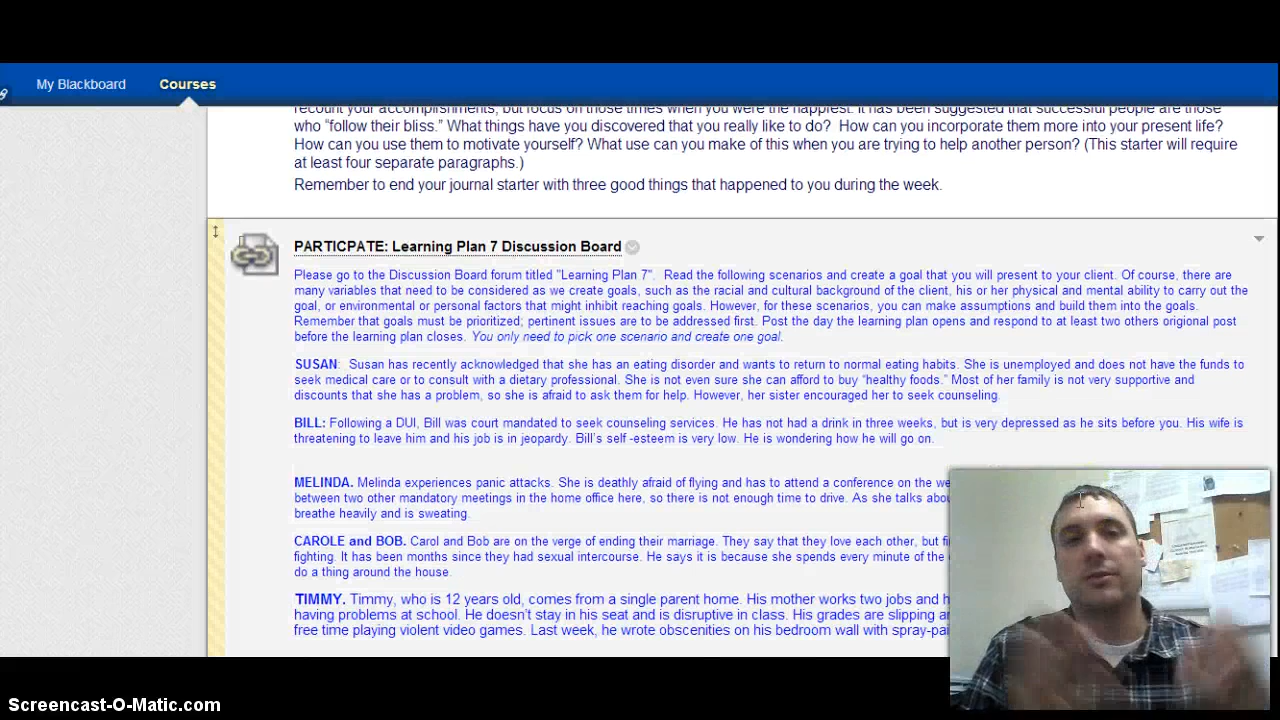 My Blackboard
Courses
recount your accomplishments, but focus on those times when you were the happiest. It has been suggested that successful people are those
who “follow their bliss.” What things have you discovered that you really like to do?  How can you incorporate them more into your present life?
How can you use them to motivate yourself? What use can you make of this when you are trying to help another person? (This starter will require
at least four separate paragraphs.)
Remember to end your journal starter with three good things that happened to you during the week.
PARTICPATE: Learning Plan 7 Discussion Board
Please go to the Discussion Board forum titled "Learning Plan 7".  Read the following scenarios and create a goal that you will present to your client. Of course, there are
many variables that need to be considered as we create goals, such as the racial and cultural background of the client, his or her physical and mental ability to carry out the
goal, or environmental or personal factors that might inhibit reaching goals. However, for these scenarios, you can make assumptions and build them into the goals.
Remember that goals must be prioritized; pertinent issues are to be addressed first. Post the day the learning plan opens and respond to at least two others origional post
before the learning plan closes. You only need to pick one scenario and create one goal.
SUSAN:  Susan has recently acknowledged that she has an eating disorder and wants to return to normal eating habits. She is unemployed and does not have the funds to
seek medical care or to consult with a dietary professional. She is not even sure she can afford to buy “healthy foods.” Most of her family is not very supportive and
discounts that she has a problem, so she is afraid to ask them for help. However, her sister encouraged her to seek counseling.
BILL: Following a DUI, Bill was court mandated to seek counseling services. He has not had a drink in three weeks, but is very depressed as he sits before you. His wife is
threatening to leave him and his job is in jeopardy. Bill’s self -esteem is very low. He is wondering how he will go on.
MELINDA. Melinda experiences panic attacks. She is deathly afraid of flying and has to attend a conference on the we
between two other mandatory meetings in the home office here, so there is not enough time to drive. As she talks abou
breathe heavily and is sweating.
CAROLE and BOB. Carol and Bob are on the verge of ending their marriage. They say that they love each other, but fi
fighting. It has been months since they had sexual intercourse. He says it is because she spends every minute of the
do a thing around the house.
TIMMY. Timmy, who is 12 years old, comes from a single parent home. His mother works two jobs and h
having problems at school. He doesn’t stay in his seat and is disruptive in class. His grades are slipping an
free time playing violent video games. Last week, he wrote obscenities on his bedroom wall with spray-pai
Screencast-O-Matic.com